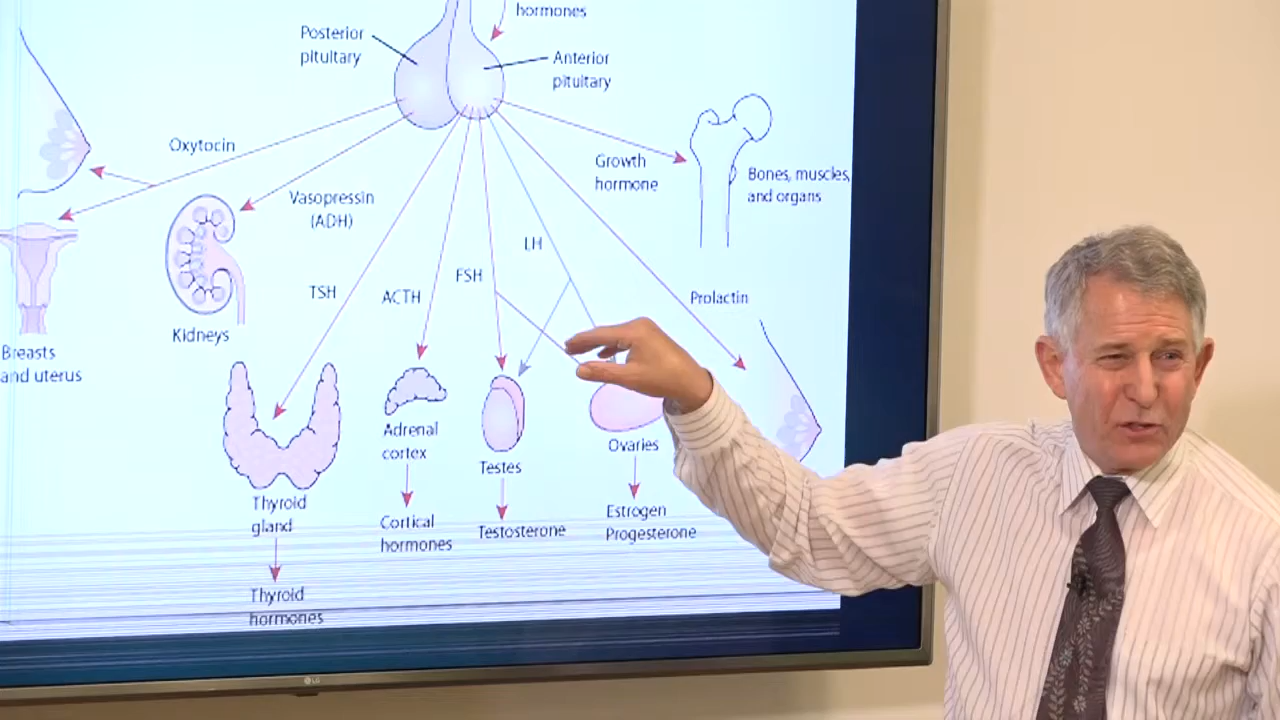 hormones
Posterior
pituitary
Anterior
pituitary
Oxytocin
Growth
hormone
Bones, muscles,
and organs
Vasopressin
(ADH)
LH
FSH
TSH
ACTH
Prolactin
Kidneys
Breasts
and uterus
Adrenal
cortex
Testes
Ovaries
Thyroid
gland
Cortical
hormones
Testosterone
Estrogen
Progesterone
Thyroid
hormones
LG